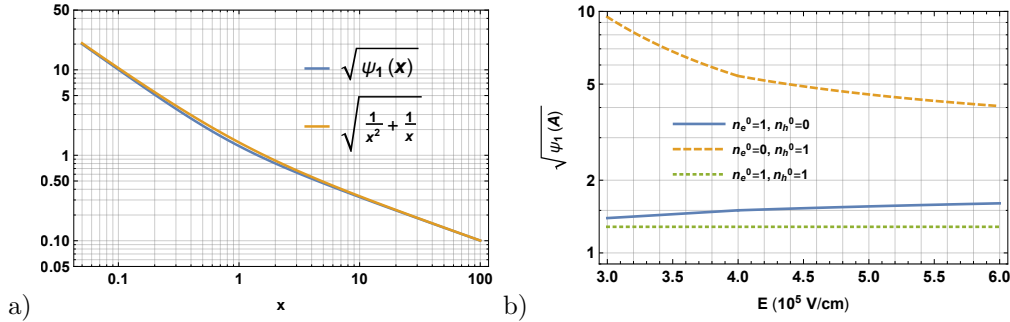 50
10
5
1
0.50
0.10
0.05
0.1
1
10
100
x
√ψ₁(x)
√(1/x² + 1/x)
a)
10
5
2
1
√ψ₁(A)
nₑ⁰=1, nₕ⁰=0
nₑ⁰=0, nₕ⁰=1
nₑ⁰=1, nₕ⁰=1
3.0
3.5
4.0
4.5
5.0
5.5
6.0
E (10⁵ V/cm)
b)